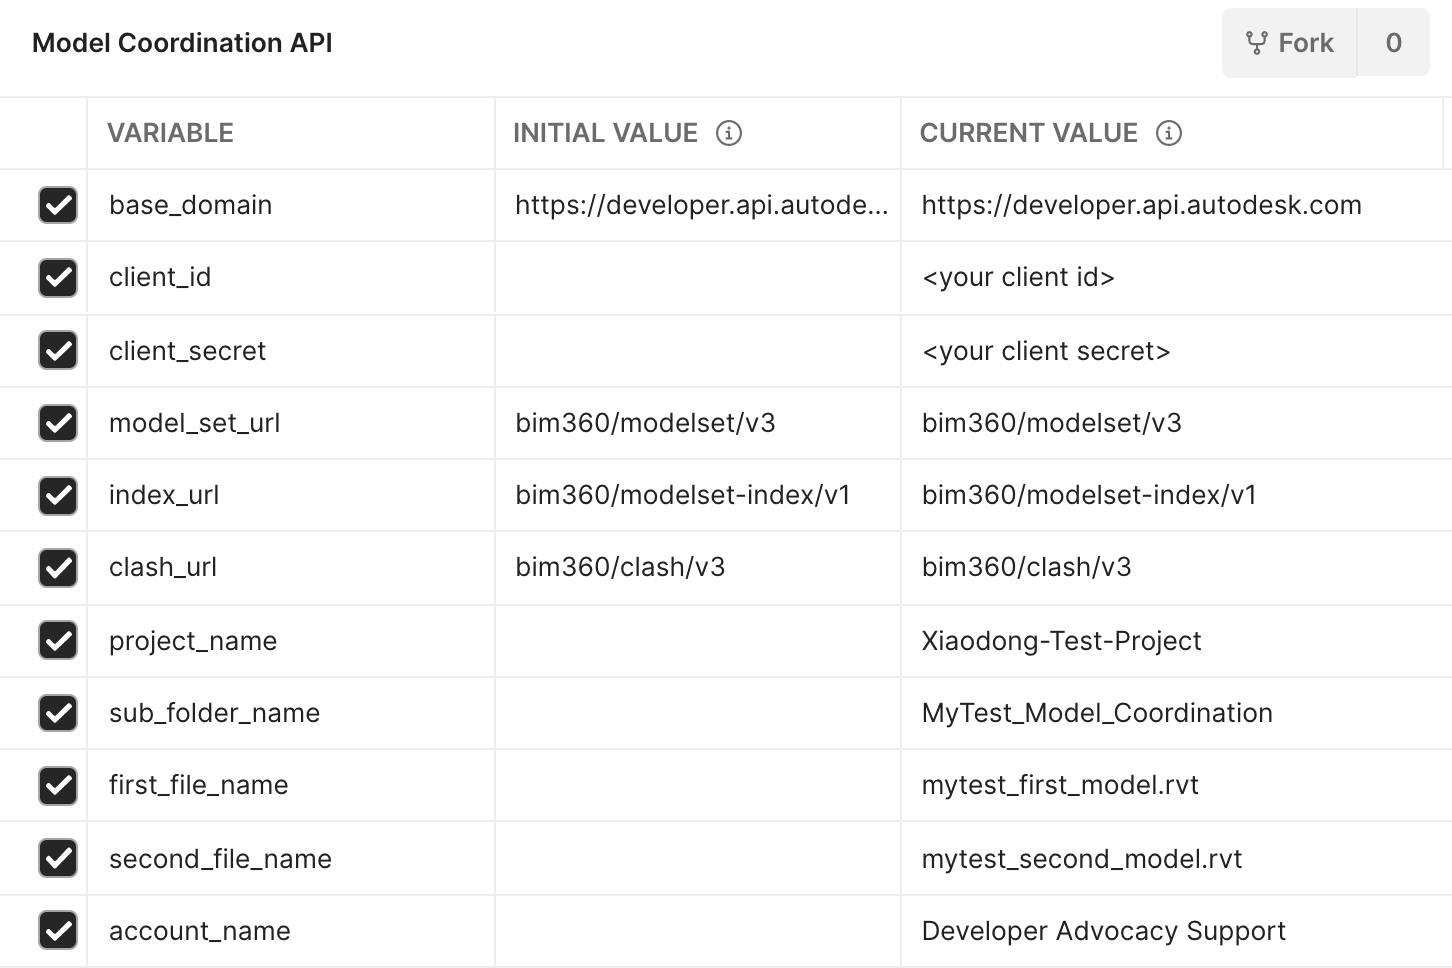 Model Coordination API Fork 0
VARIABLE INITIAL VALUE CURRENT VALUE
base_domain https://developer.api.autode... https://developer.api.autodesk.com
client_id <your client id>
client_secret <your client secret>
model_set_url bim360/modelset/v3 bim360/modelset/v3
index_url bim360/modelset-index/v1 bim360/modelset-index/v1
clash_url bim360/clash/v3 bim360/clash/v3
project_name Xiaodong-Test-Project
sub_folder_name MyTest_Model_Coordination
first_file_name mytest_first_model.rvt
second_file_name mytest_second_model.rvt
account_name Developer Advocacy Support